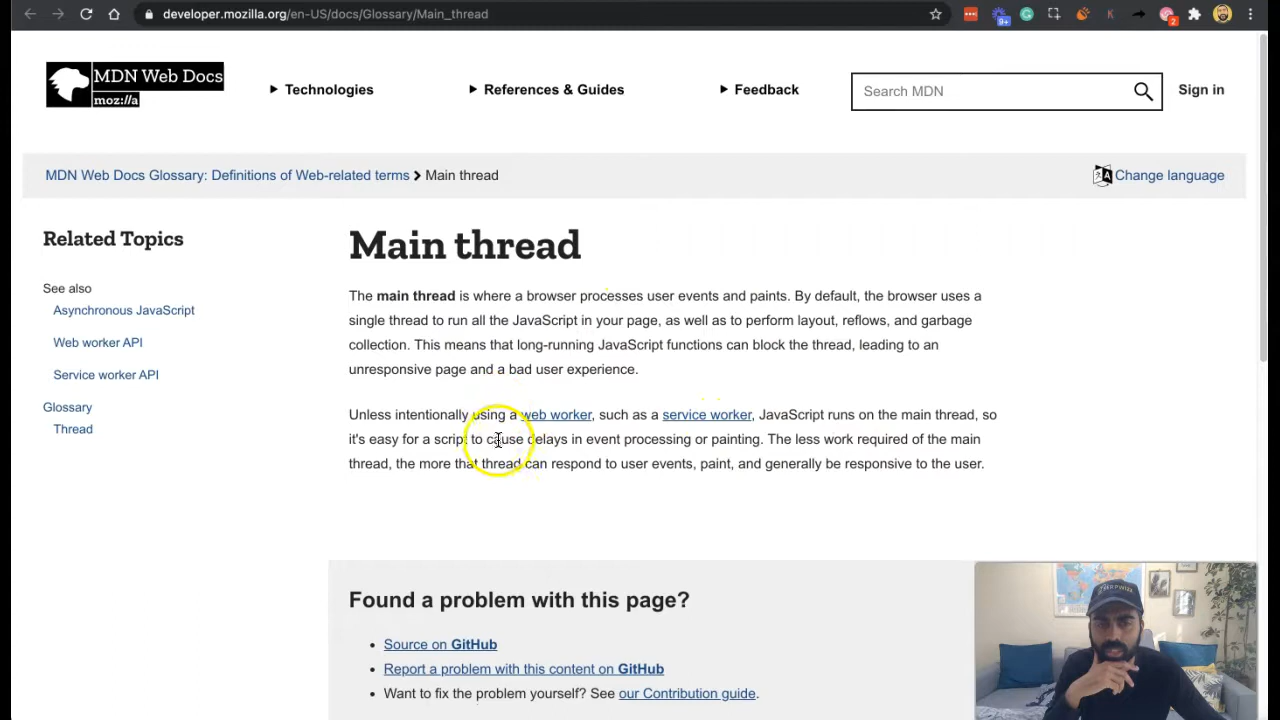 developer.mozilla.org/en-US/docs/Glossary/Main_thread
9+
K
2
MDN Web Docs
moz://a
Technologies
References & Guides
Feedback
Search MDN
Sign in
MDN Web Docs Glossary: Definitions of Web-related terms
Main thread
Change language
Related Topics
See also
Asynchronous JavaScript
Web worker API
Service worker API
Glossary
Thread
Main thread
The main thread is where a browser processes user events and paints. By default, the browser uses a
single thread to run all the JavaScript in your page, as well as to perform layout, reflows, and garbage
collection. This means that long-running JavaScript functions can block the thread, leading to an
unresponsive page and a bad user experience.
Unless intentionally using a web worker, such as a service worker, JavaScript runs on the main thread, so
it's easy for a script to cause delays in event processing or painting. The less work required of the main
thread, the more that thread can respond to user events, paint, and generally be responsive to the user.
Found a problem with this page?
Source on GitHub
Report a problem with this content on GitHub
Want to fix the problem yourself? See our Contribution guide.